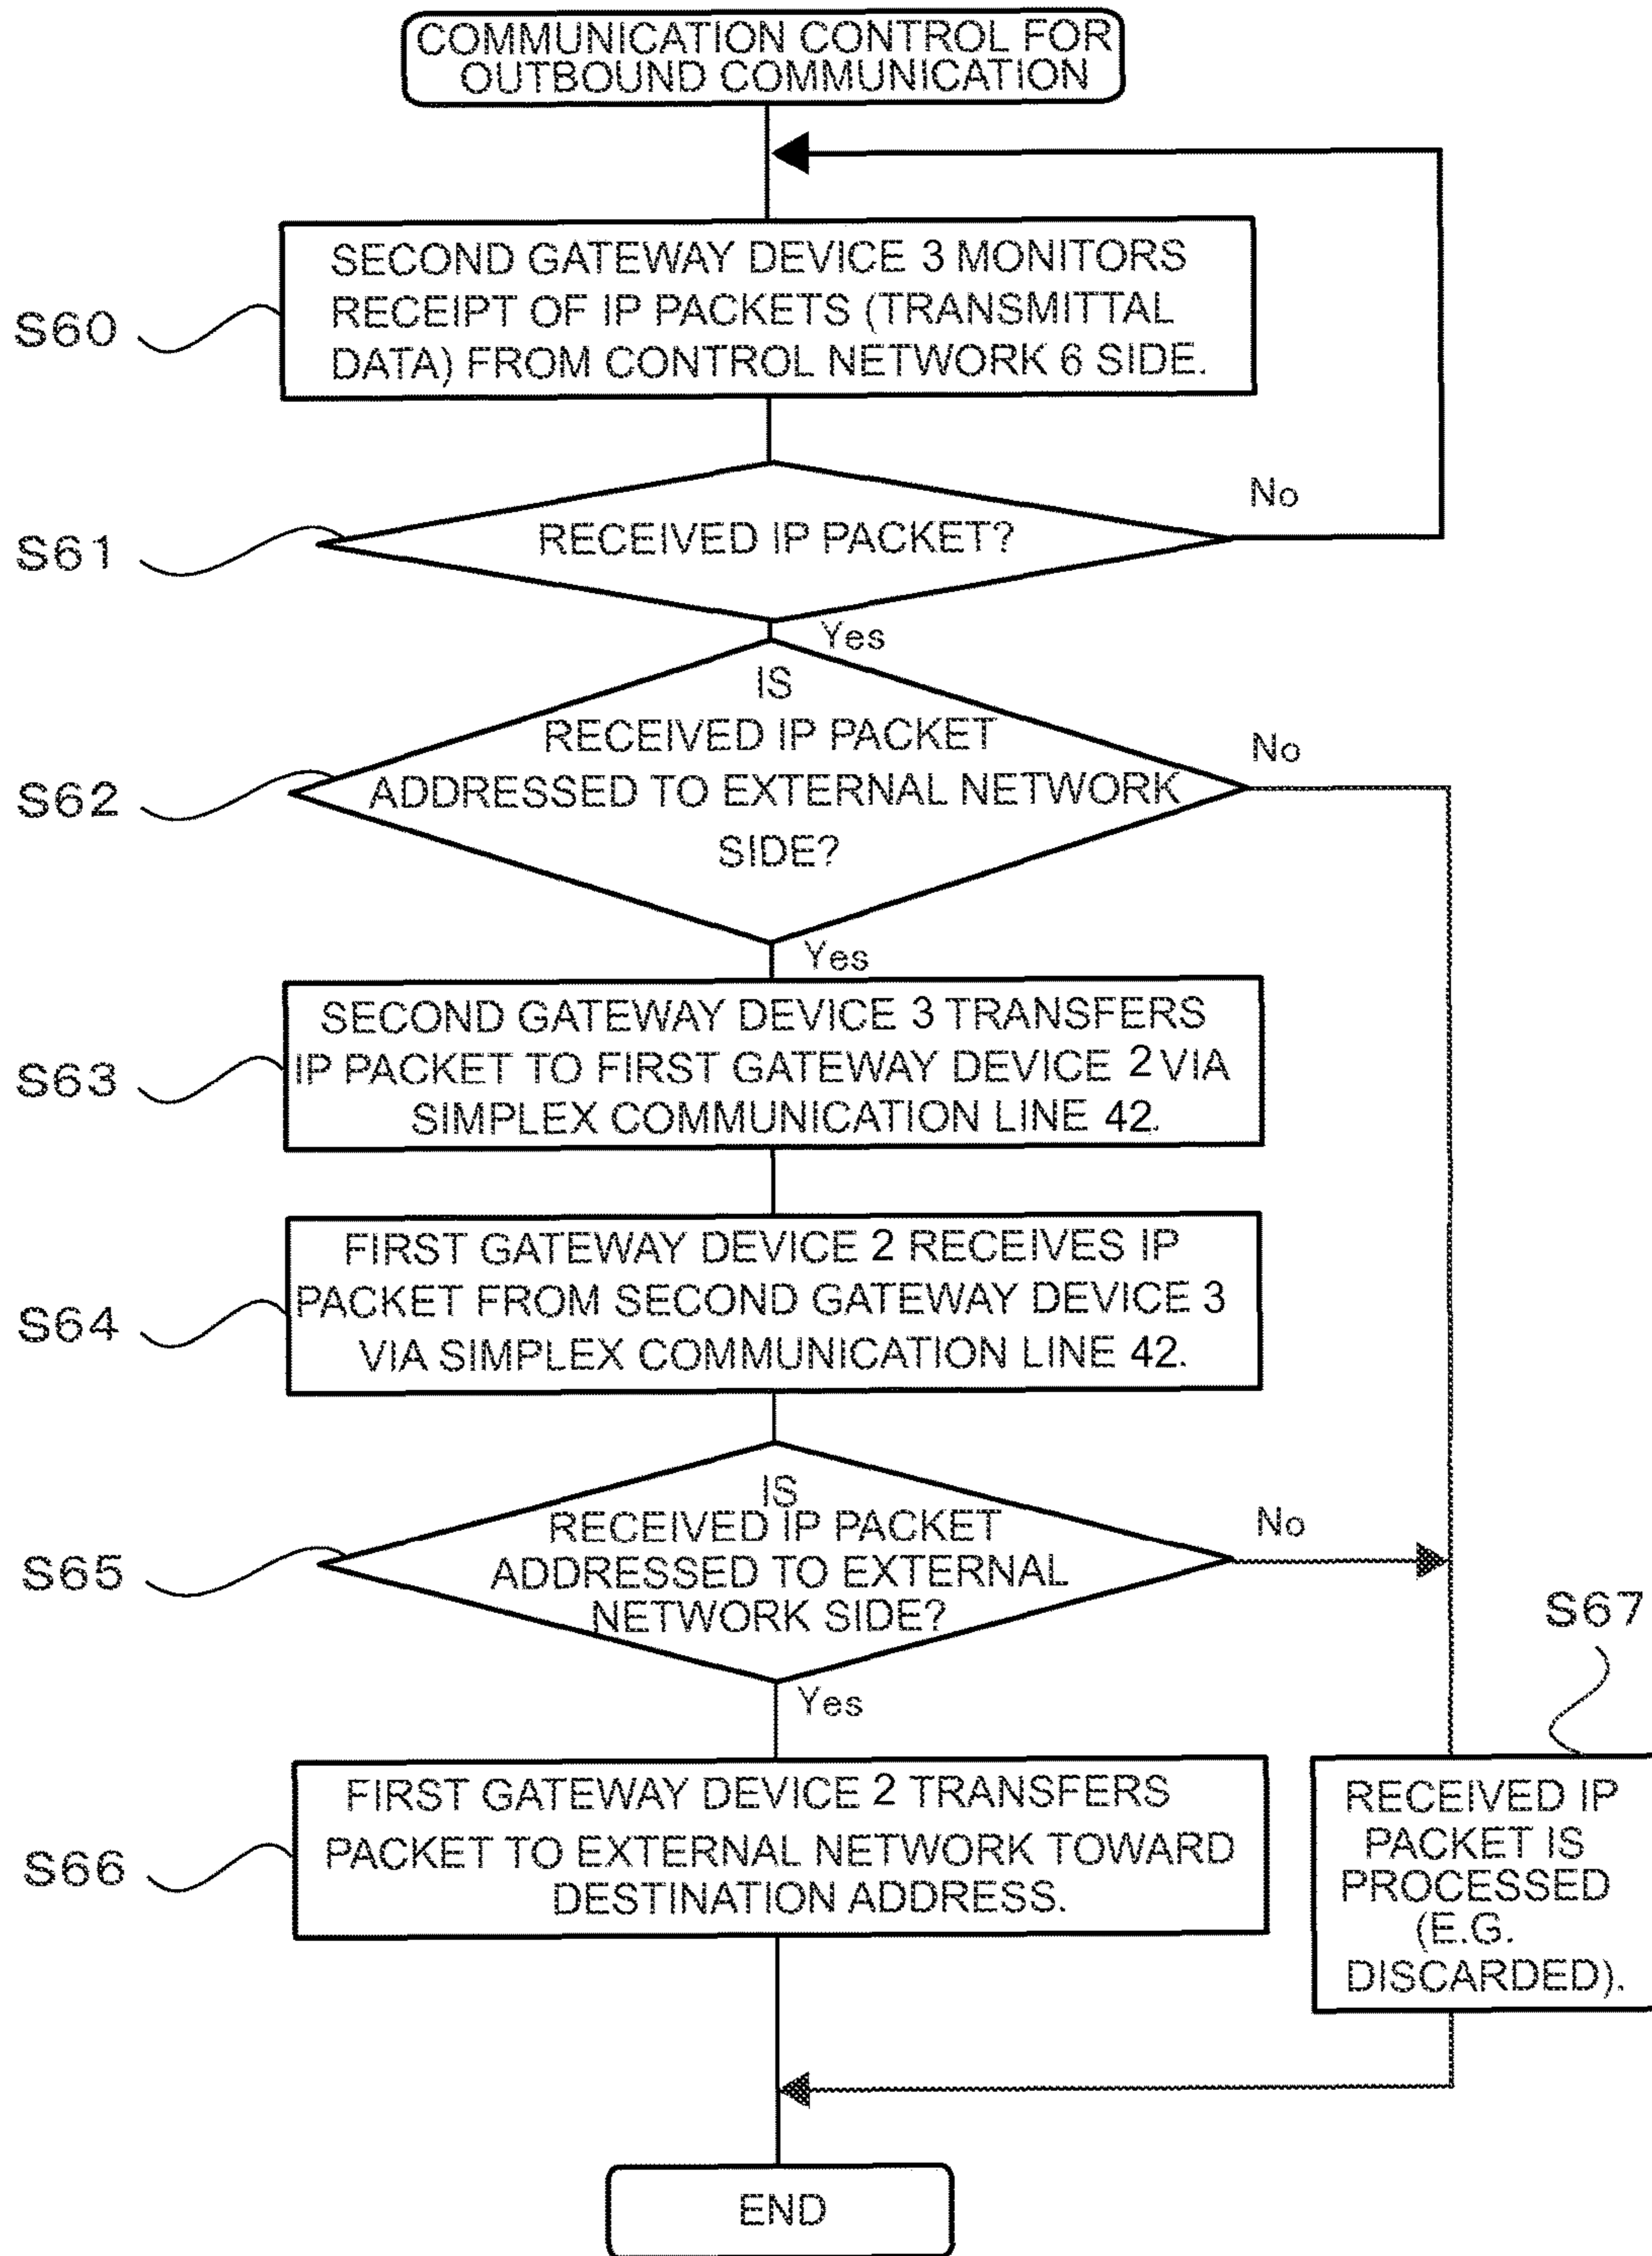 COMMUNICATION CONTROL FOR
OUTBOUND COMMUNICATION
SECOND GATEWAY DEVICE 3 MONITORS
RECEIPT OF IP PACKETS (TRANSMITTAL
DATA) FROM CONTROL NETWORK 6 SIDE.
S60
No
RECEIVED IP PACKET?
S61
Yes
IS
RECEIVED IP PACKET
ADDRESSED TO EXTERNAL NETWORK
SIDE?
No
S62
Yes
SECOND GATEWAY DEVICE 3 TRANSFERS
IP PACKET TO FIRST GATEWAY DEVICE 2 VIA
SIMPLEX COMMUNICATION LINE 42.
S63
FIRST GATEWAY DEVICE 2 RECEIVES IP
PACKET FROM SECOND GATEWAY DEVICE 3
VIA SIMPLEX COMMUNICATION LINE 42.
S64
IS
RECEIVED IP PACKET
ADDRESSED TO EXTERNAL
NETWORK SIDE?
No
S65
Yes
S67
FIRST GATEWAY DEVICE 2 TRANSFERS
PACKET TO EXTERNAL NETWORK TOWARD
DESTINATION ADDRESS.
S66
RECEIVED IP
PACKET IS
PROCESSED
(E.G.
DISCARDED).
END